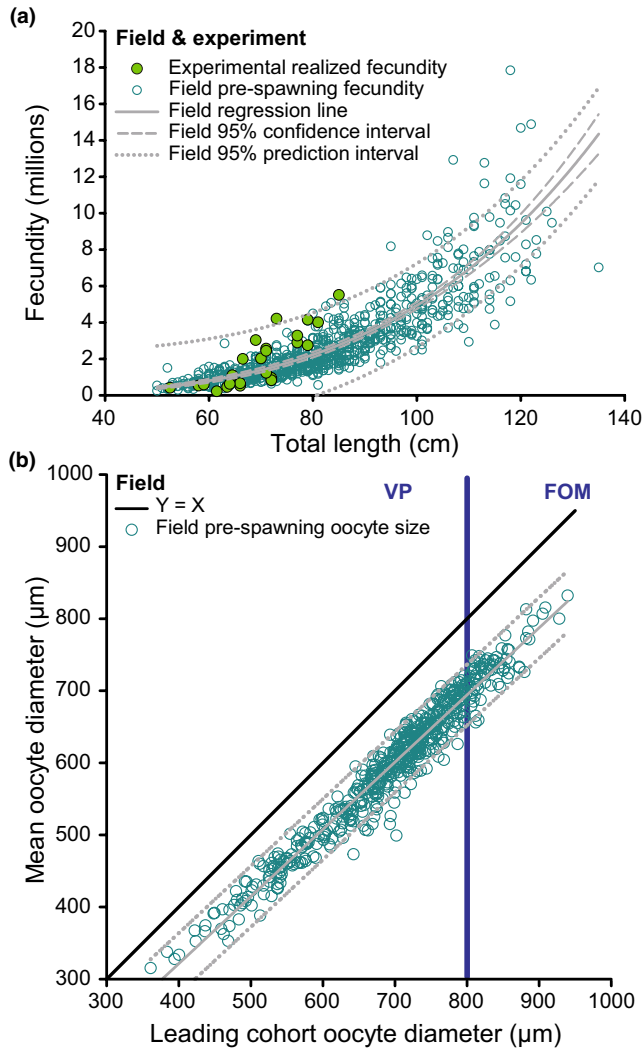 (a)
Field & experiment
Experimental realized fecundity
Field pre-spawning fecundity
Field regression line
Field 95% confidence interval
Field 95% prediction interval
20
18
16
14
12
10
8
6
4
2
0
Fecundity (millions)
40 60 80 100 120 140
Total length (cm)
(b)
Field
Y = X
Field pre-spawning oocyte size
VP FOM
1000
900
800
700
600
500
400
300
Mean oocyte diameter (µm)
300 400 500 600 700 800 900 1000
Leading cohort oocyte diameter (µm)